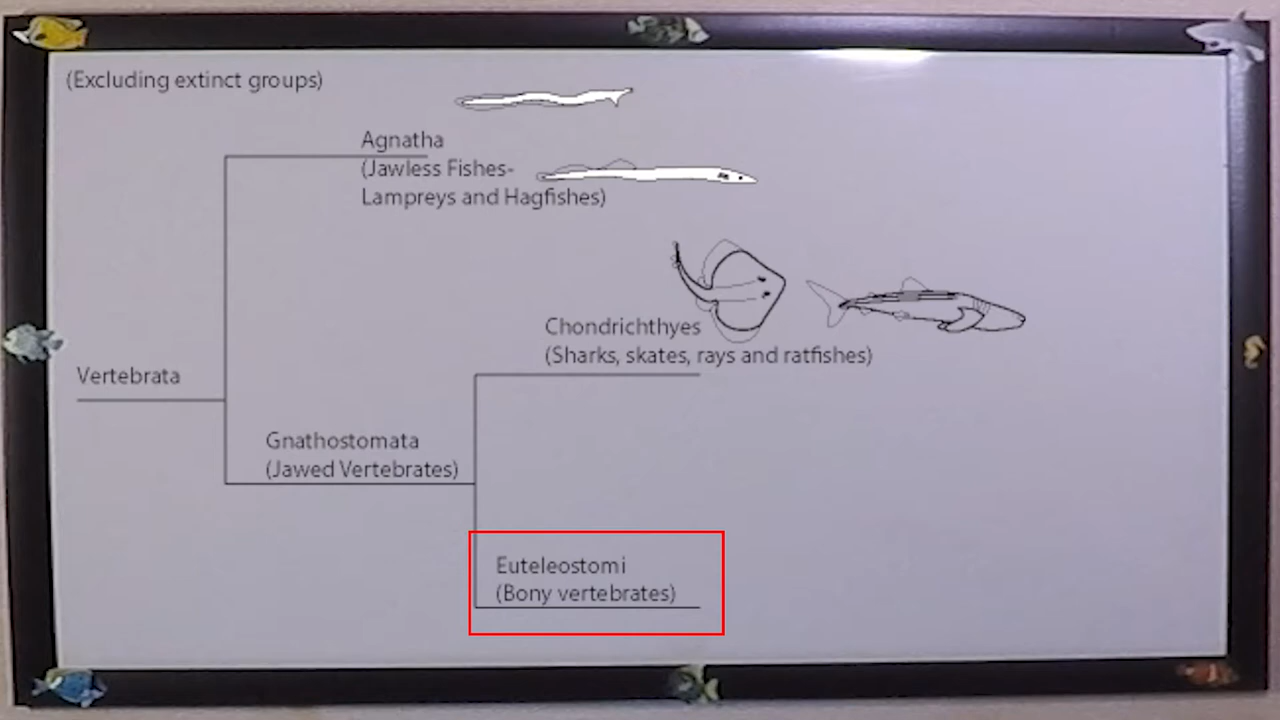 (Excluding extinct groups)
Agnatha
(Jawless Fishes-
Lampreys and Hagfishes)
Chondrichthyes
(Sharks, skates, rays and ratfishes)
Vertebrata
Gnathostomata
(Jawed Vertebrates)
Euteleostomi
(Bony vertebrates)